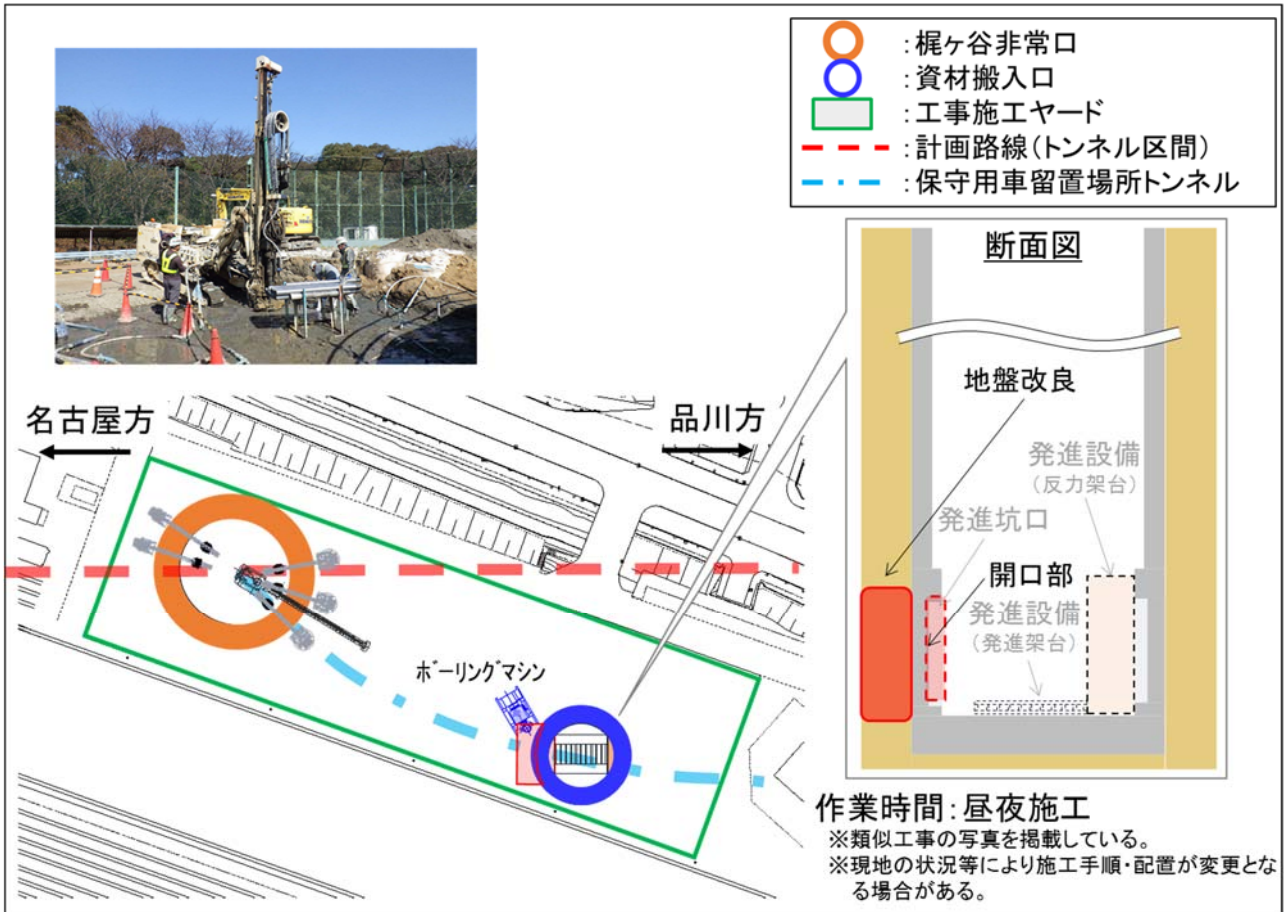 ：梶ヶ谷非常口
：資材搬入口
：工事施工ヤード
：計画路線(トンネル区間)
：保守用車留置場所トンネル
断面図
地盤改良
発進設備
（反力架台）
発進坑口
開口部
発進設備
（発進架台）
名古屋方
品川方
ボーリングマシン
作業時間：昼夜施工
※類似工事の写真を掲載している。
※現地の状況等により施工手順・配置が変更とな
る場合がある。